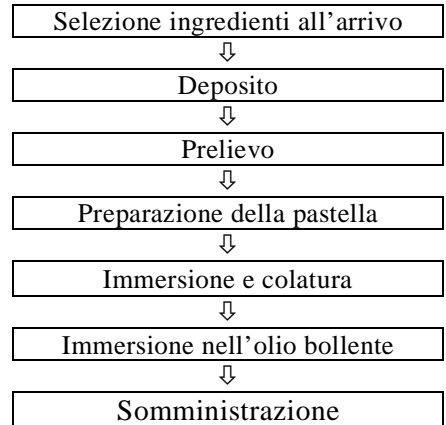 Selezione ingredienti all’arrivo
Deposito
Prelievo
Preparazione della pastella
Immersione e colatura
Immersione nell’olio bollente
Somministrazione